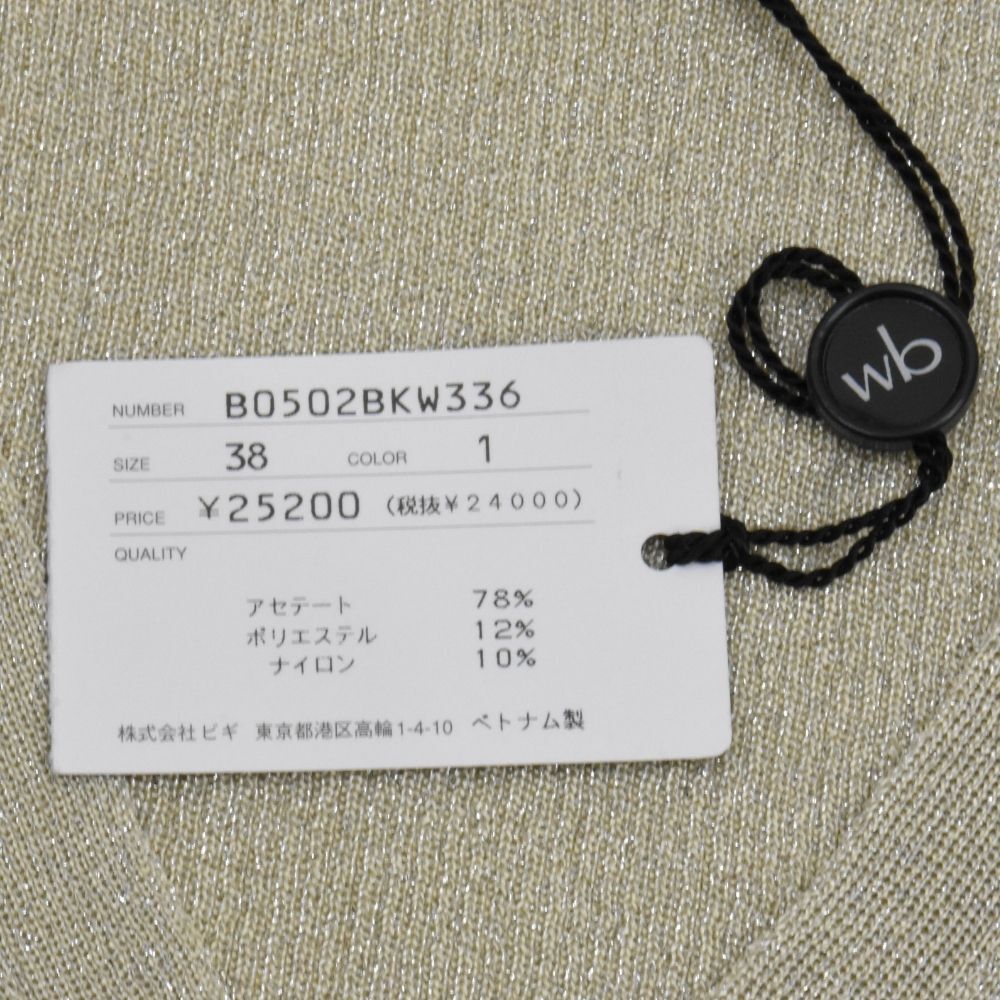 wb
NUMBER B0502BKW336
SIZE 38 COLOR 1
PRICE ¥25200 (税抜¥24000)
QUALITY
アセテート 78%
ポリエステル 12%
ナイロン 10%
株式会社ビギ 東京都港区高輪1-4-10 ベトナム製